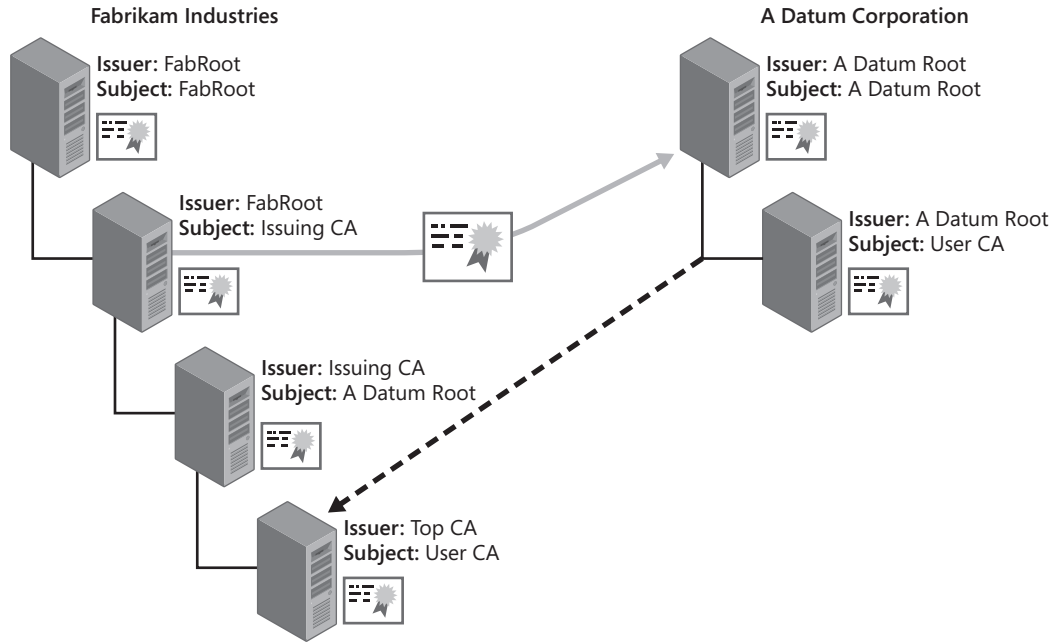 Fabrikam Industries
A Datum Corporation
Issuer: FabRoot
Subject: FabRoot
Issuer: A Datum Root
Subject: A Datum Root
Issuer: FabRoot
Subject: Issuing CA
Issuer: A Datum Root
Subject: User CA
Issuer: Issuing CA
Subject: A Datum Root
Issuer: Top CA
Subject: User CA